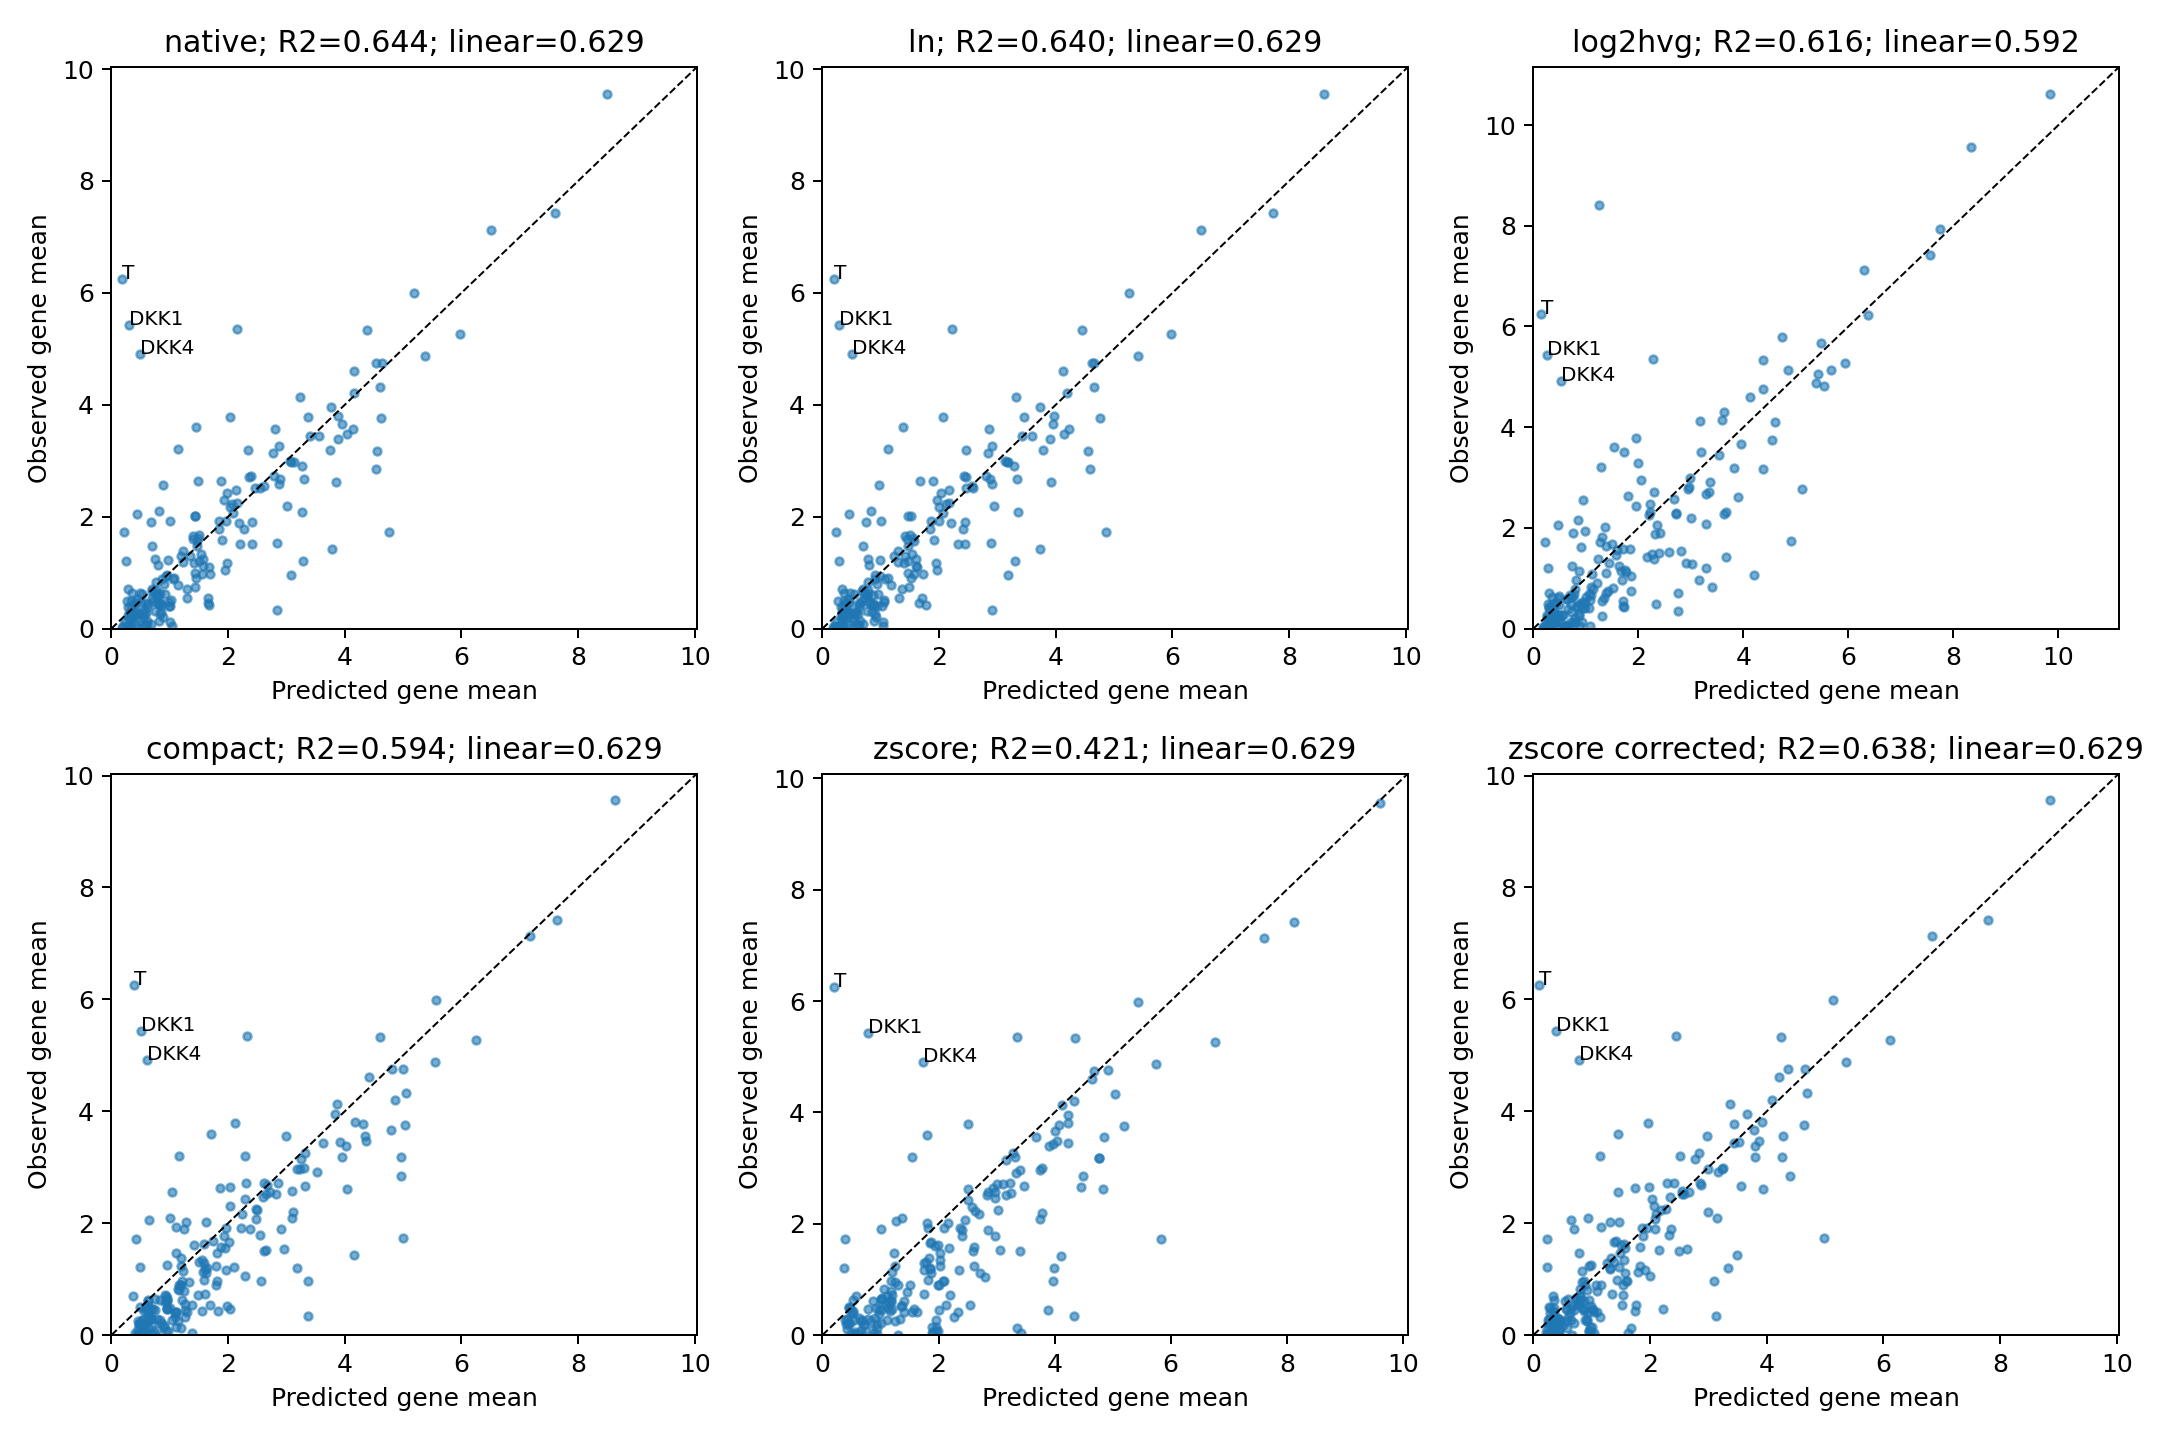 native; R2=0.644; linear=0.629
10
8
6
4
2
0
T
DKK1
DKK4
0 2 4 6 8 10
Observed gene mean
Predicted gene mean
ln; R2=0.640; linear=0.629
10
8
6
4
2
0
T
DKK1
DKK4
0 2 4 6 8 10
Observed gene mean
Predicted gene mean
log2hvg; R2=0.616; linear=0.592
10
8
6
4
2
0
T
DKK1
DKK4
0 2 4 6 8 10
Observed gene mean
Predicted gene mean
compact; R2=0.594; linear=0.629
10
8
6
4
2
0
T
DKK1
DKK4
0 2 4 6 8 10
Observed gene mean
Predicted gene mean
zscore; R2=0.421; linear=0.629
10
8
6
4
2
0
T
DKK1
DKK4
0 2 4 6 8 10
Observed gene mean
Predicted gene mean
zscore corrected; R2=0.638; linear=0.629
10
8
6
4
2
0
T
DKK1
DKK4
0 2 4 6 8 10
Observed gene mean
Predicted gene mean